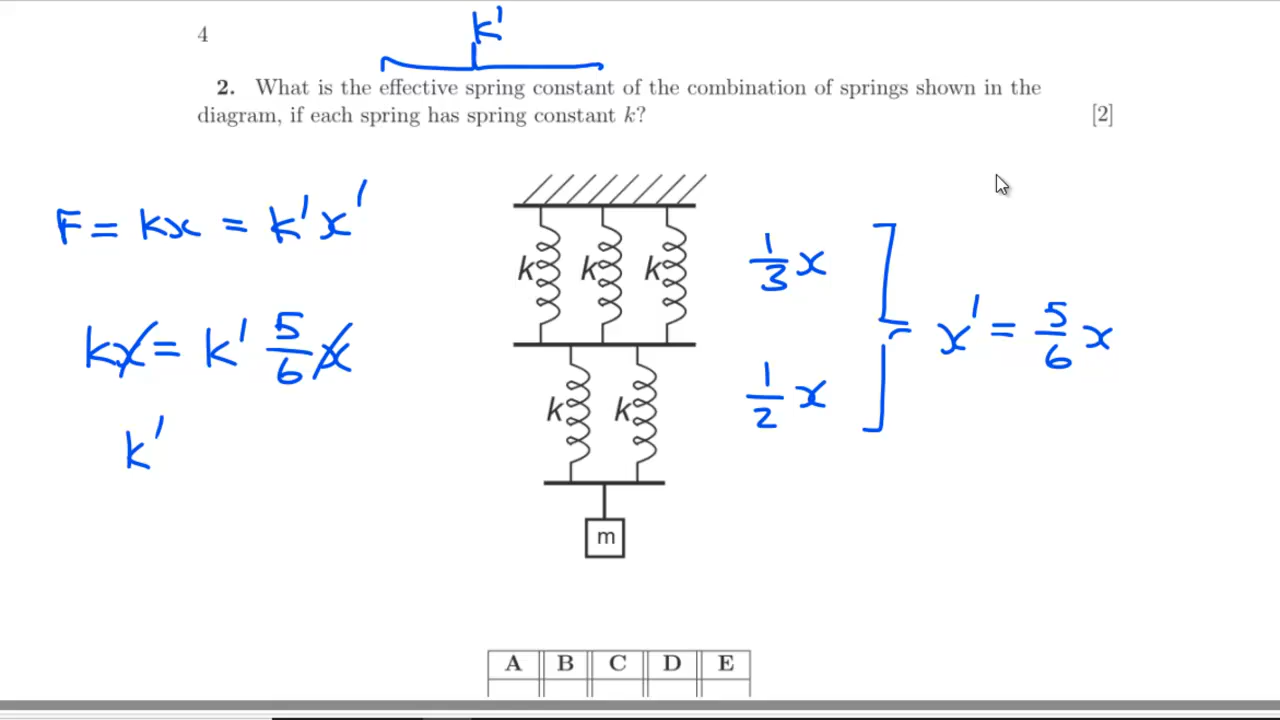 4
k'
2. What is the effective spring constant of the combination of springs shown in the
diagram, if each spring has spring constant k?
[2]
F = kx = k'x'
kx = k' 5/6 x
k'
k k k
k k
m
1/3 x
1/2 x
= x' = 5/6 x
A B C D E